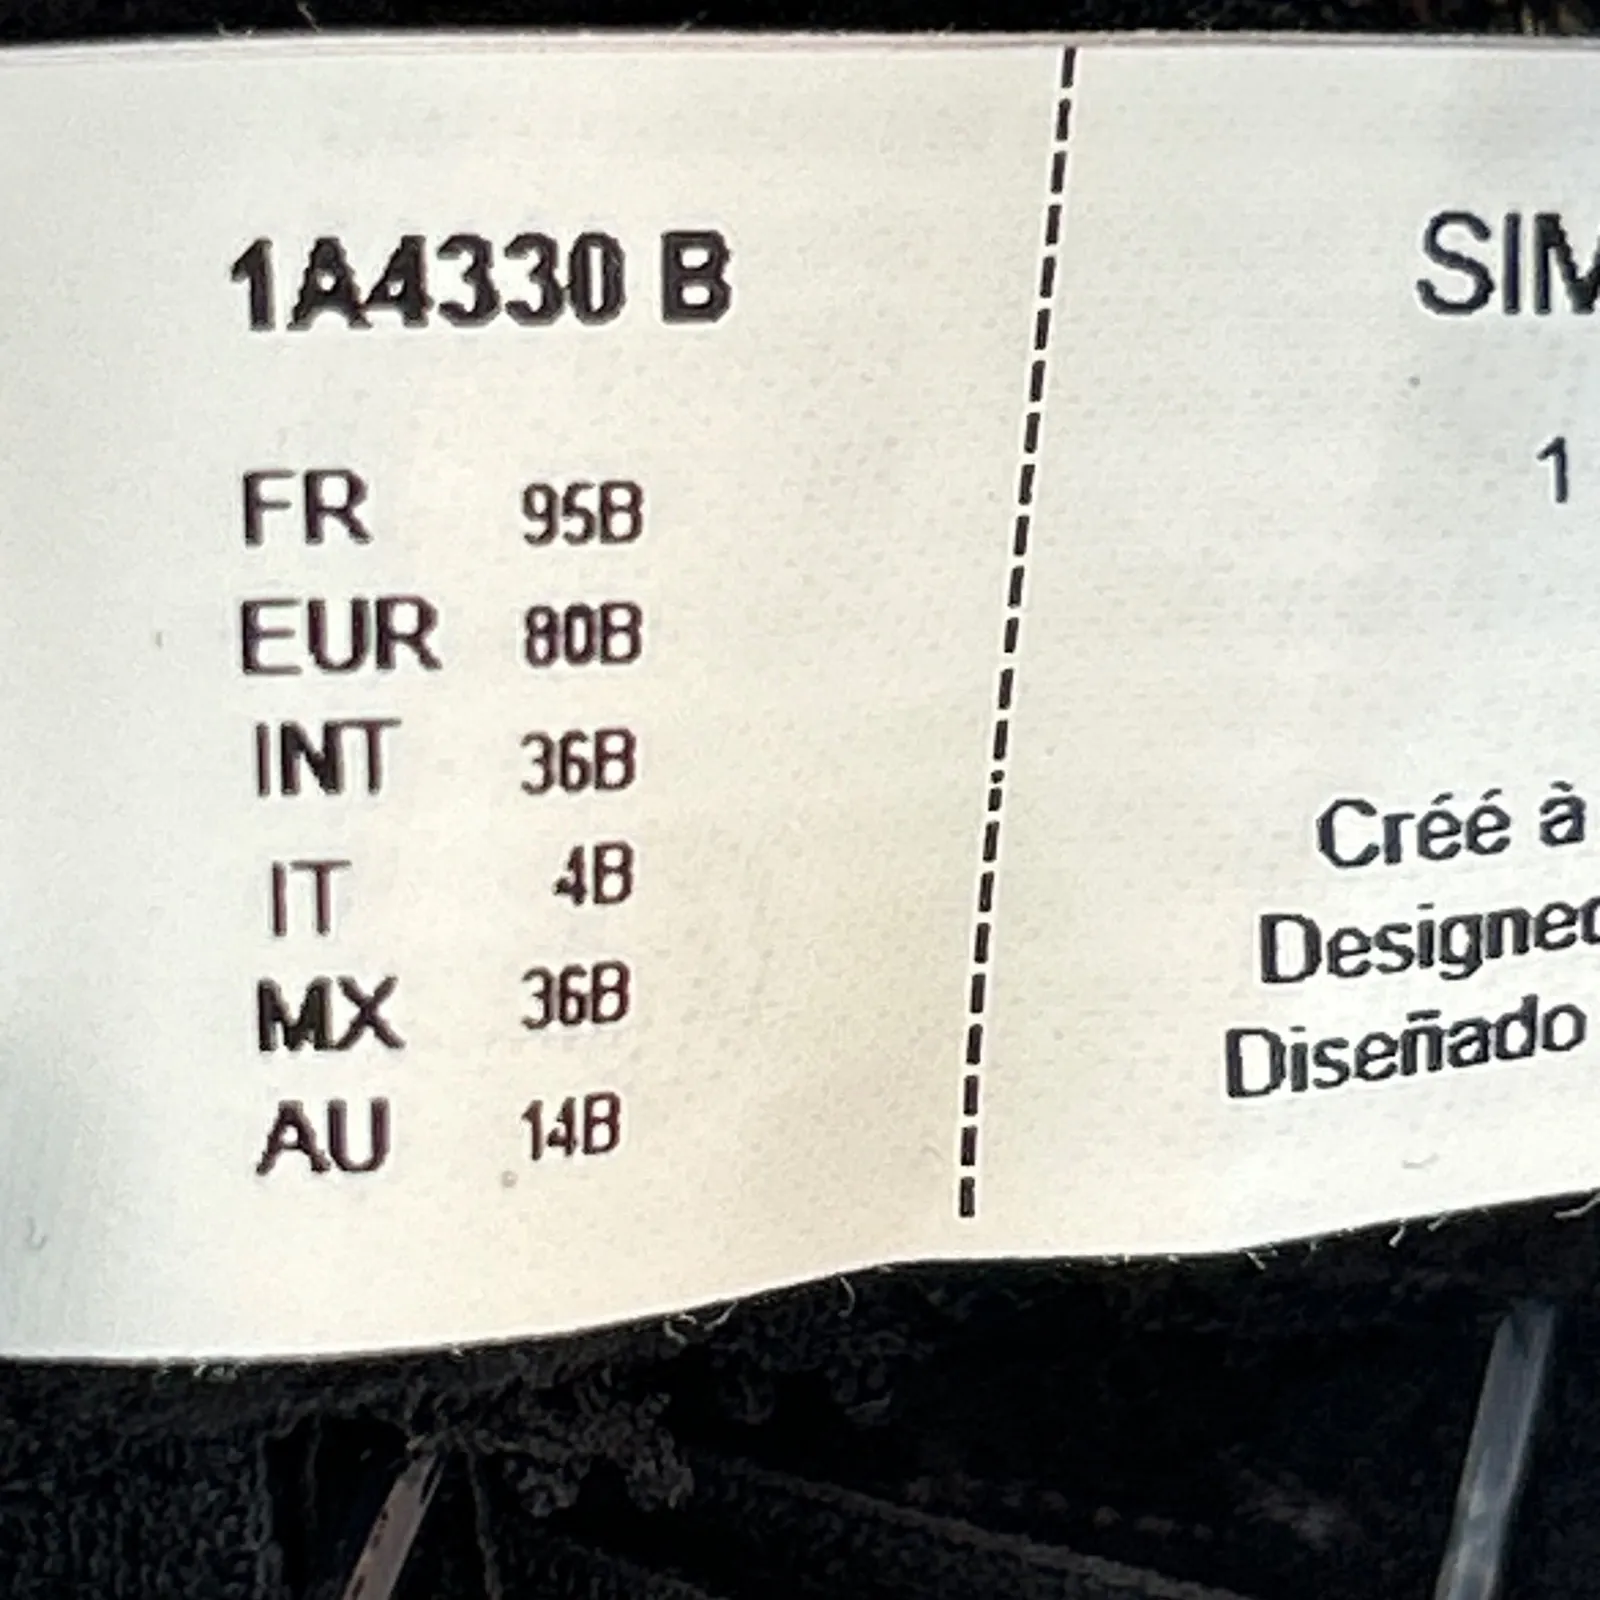 1A4330 B
FR 95B
EUR 80B
INT 36B
IT 4B
MX 36B
AU 14B
SIM
1
Créé à
Designed
Diseñado